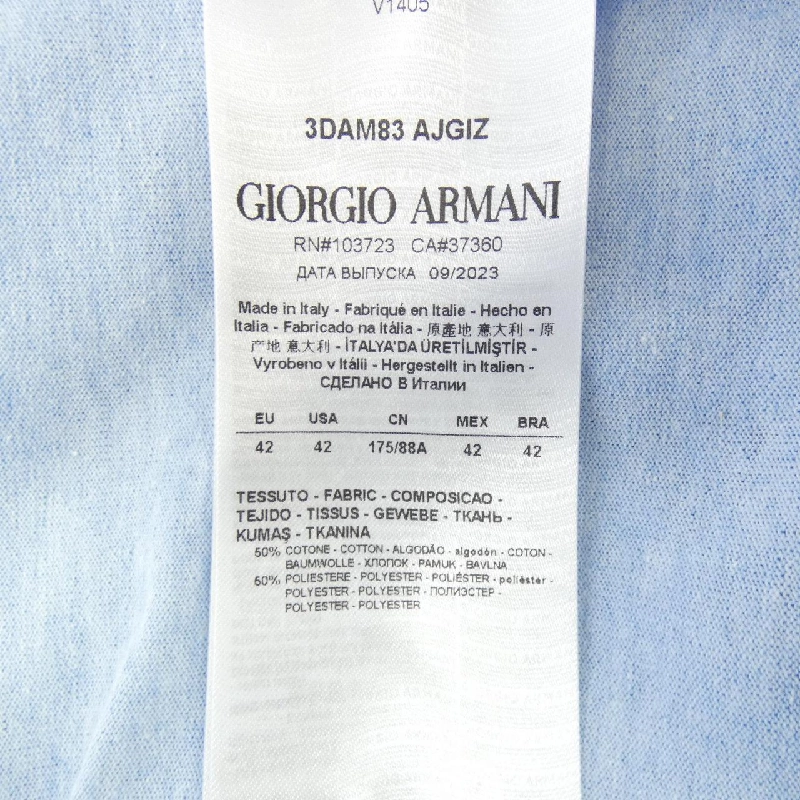 V1405
3DAM83 AJGIZ
GIORGIO ARMANI
RN#103723 CA#37360
ДАТА ВЫПУСКА 09/2023
Made in Italy - Fabriqué en Italie - Hecho en
Italia - Fabricado na Itália - 原產地 意大利 - 原
产地 意大利 - İTALYA'DA ÜRETİLMİŞTİR -
Vyrobeno v Itálii - Hergestellt in Italien -
СДЕЛАНО В Италии
EU USA CN MEX BRA
42 42 175/88A 42 42
TESSUTO - FABRIC - COMPOSICAO -
TEJIDO - TISSUS - GEWEBE - ТКАНЬ -
KUMAŞ - TKANINA
50% COTONE - COTTON - ALGODÃO - algodón - COTON -
BAUMWOLLE - ХЛОПОК - PAMUK - BAVLNA
POLIESTERE - POLYESTER - POLIÉSTER - poliéster -
POLYESTER - POLYESTER - ПОЛИЭСТЕР -
POLYESTER - POLYESTER